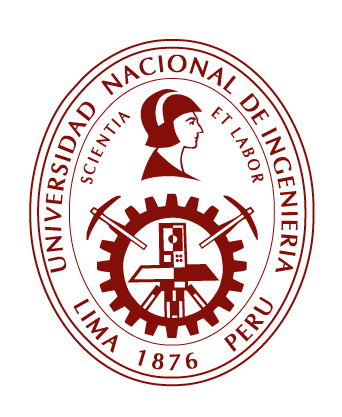 UNIVERSIDAD NACIONAL DE INGENIERIA
SCIENTIA ET LABOR
LIMA 1876 PERU